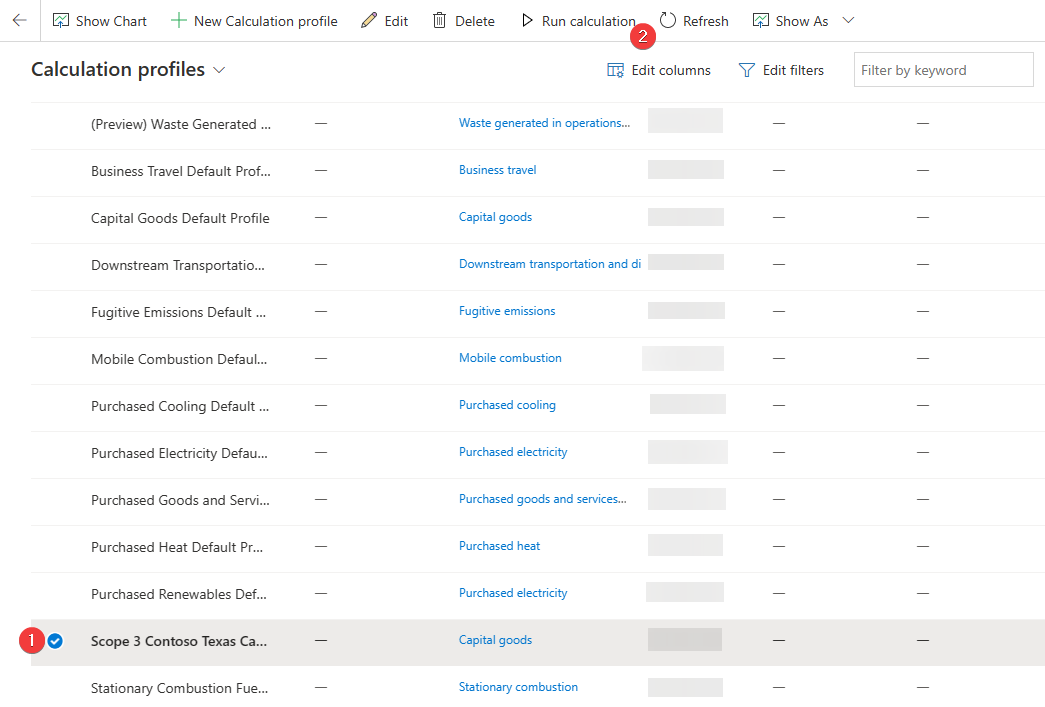 Show Chart New Calculation profile Edit Delete Run calculation Refresh Show As
2
Calculation profiles Edit columns Edit filters Filter by keyword
(Preview) Waste Generated ... — Waste generated in operations... — —
Business Travel Default Prof... — Business travel — —
Capital Goods Default Profile — Capital goods — —
Downstream Transportatio... — Downstream transportation and di — —
Fugitive Emissions Default ... — Fugitive emissions — —
Mobile Combustion Defaul... — Mobile combustion — —
Purchased Cooling Default ... — Purchased cooling — —
Purchased Electricity Defau... — Purchased electricity — —
Purchased Goods and Servi... — Purchased goods and services... — —
Purchased Heat Default Pr... — Purchased heat — —
Purchased Renewables Def... — Purchased electricity — —
1 Scope 3 Contoso Texas Ca... — Capital goods — —
Stationary Combustion Fue... — Stationary combustion — —